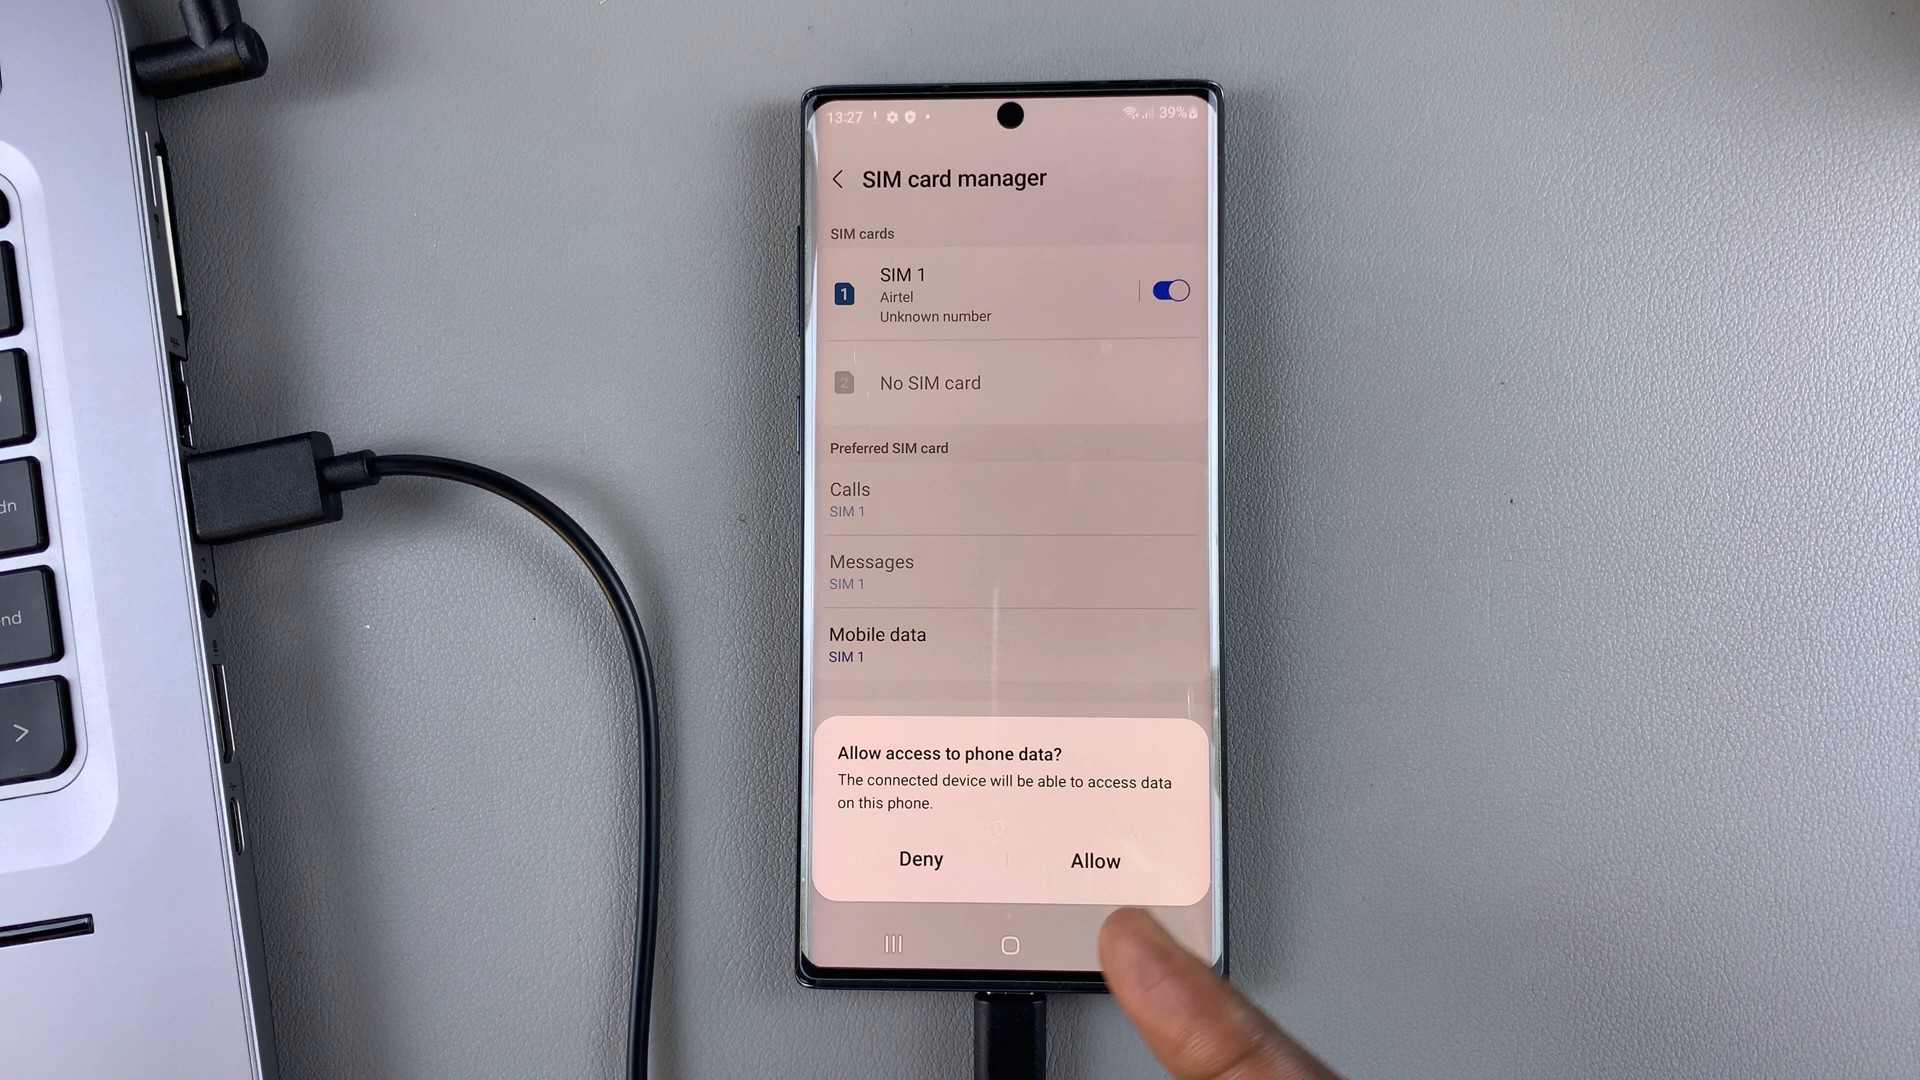 13:27
39%
SIM card manager
SIM cards
1
SIM 1
Airtel
Unknown number
2
No SIM card
Preferred SIM card
Calls
SIM 1
Messages
SIM 1
Mobile data
SIM 1
Allow access to phone data?
The connected device will be able to access data
on this phone.
Deny
Allow
dn
nd
>